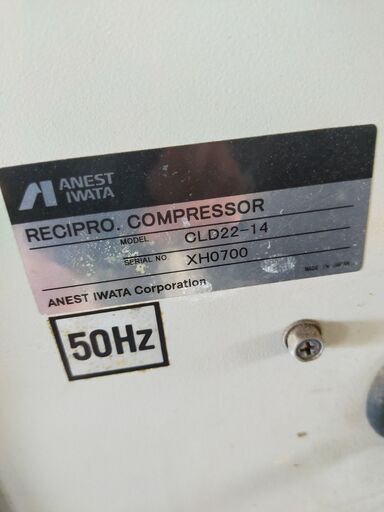 ANEST
IWATA
RECIPRO. COMPRESSOR
MODEL CLD22-14
SERIAL NO. XH0700
MADE IN JAPAN
ANEST IWATA Corporation
50Hz